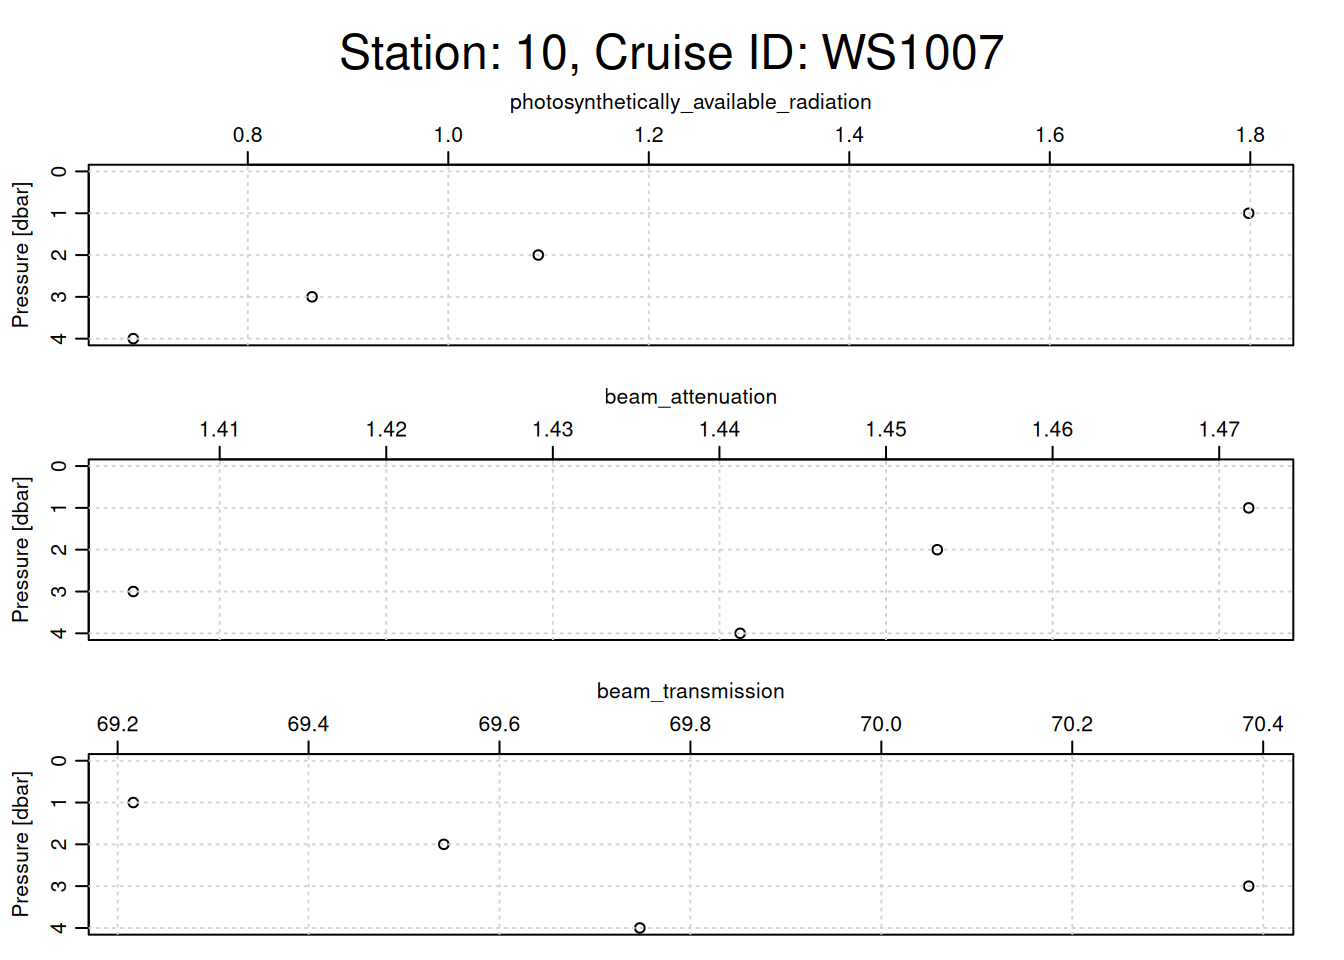 Station: 10, Cruise ID: WS1007
photosynthetically_available_radiation
0.8 1.0 1.2 1.4 1.6 1.8
Pressure [dbar]
0
1
2
3
4
beam_attenuation
1.41 1.42 1.43 1.44 1.45 1.46 1.47
Pressure [dbar]
0
1
2
3
4
beam_transmission
69.2 69.4 69.6 69.8 70.0 70.2 70.4
Pressure [dbar]
0
1
2
3
4